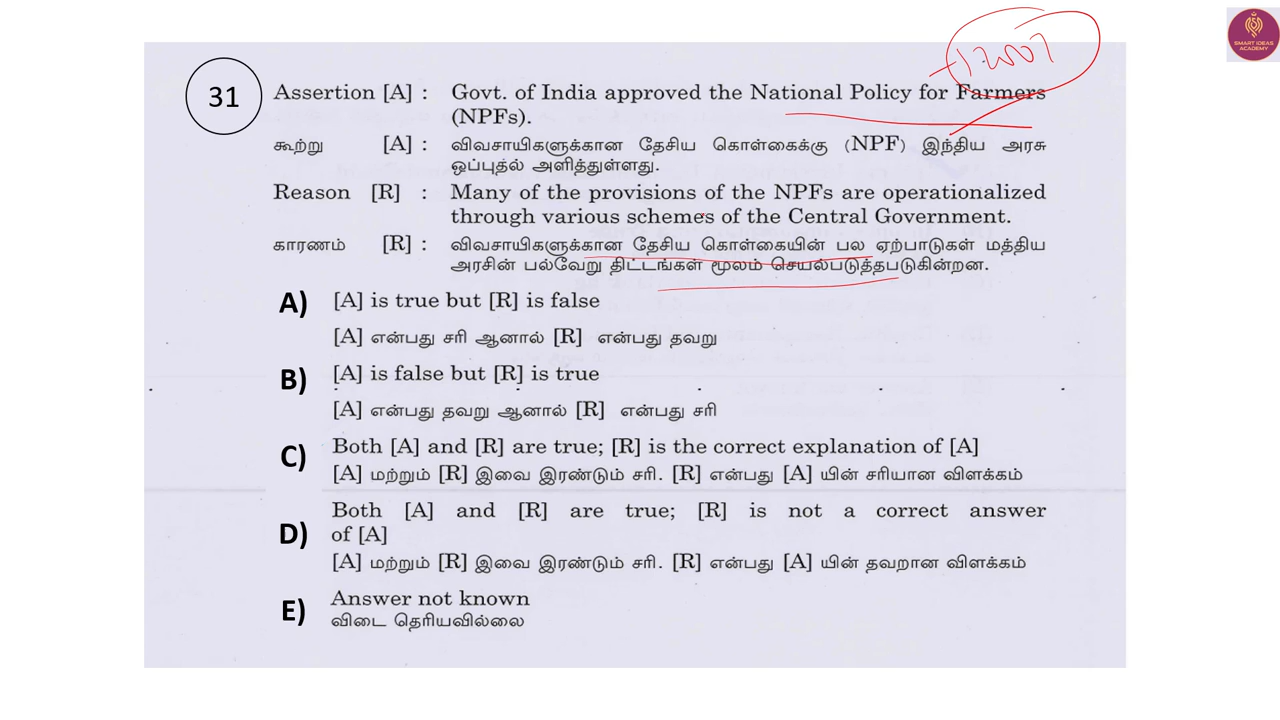 SMART IDEAS
ACADEMY
2007
31
Assertion [A] : Govt. of India approved the National Policy for Farmers
(NPFs).
கூற்று [A] : விவசாயிகளுக்கான தேசிய கொள்கைக்கு (NPF) இந்திய அரசு
ஒப்புத்ல் அளித்துள்ளது.
Reason [R] : Many of the provisions of the NPFs are operationalized
through various schemes of the Central Government.
காரணம் [R] : விவசாயிகளுக்கான தேசிய கொள்கையின் பல ஏற்பாடுகள் மத்திய
அரசின் பல்வேறு திட்டங்கள் மூலம் செயல்படுத்தபடுகின்றன.
A) [A] is true but [R] is false
[A] என்பது சரி ஆனால் [R] என்பது தவறு
B) [A] is false but [R] is true
[A] என்பது தவறு ஆனால் [R] என்பது சரி
C) Both [A] and [R] are true; [R] is the correct explanation of [A]
[A] மற்றும் [R] இவை இரண்டும் சரி. [R] என்பது [A] யின் சரியான விளக்கம்
D) Both [A] and [R] are true; [R] is not a correct answer
of [A]
[A] மற்றும் [R] இவை இரண்டும் சரி. [R] என்பது [A] யின் தவறான விளக்கம்
E) Answer not known
விடை தெரியவில்லை